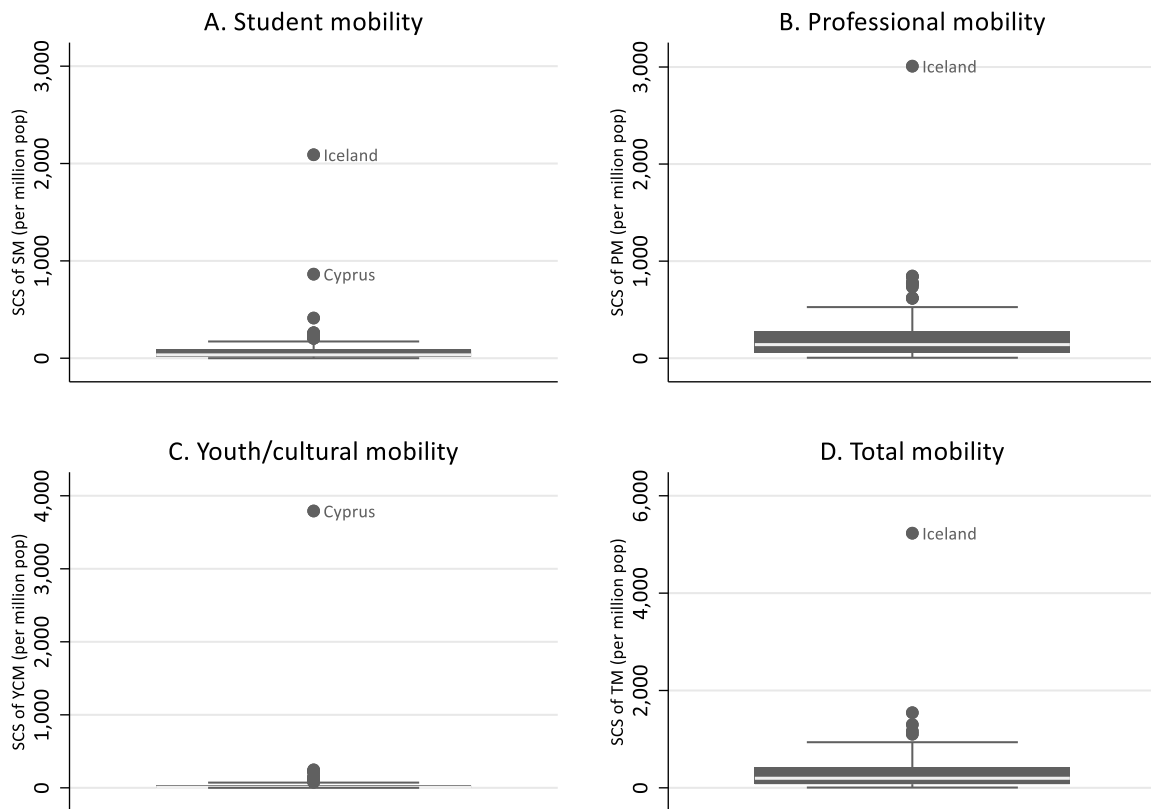 A. Student mobility
SCS of SM (per million pop)
3,000
2,000
1,000
0
Iceland
Cyprus
B. Professional mobility
SCS of PM (per million pop)
3,000
2,000
1,000
0
Iceland
C. Youth/cultural mobility
SCS of YCM (per million pop)
4,000
3,000
2,000
1,000
0
Cyprus
D. Total mobility
SCS of TM (per million pop)
6,000
4,000
2,000
0
Iceland